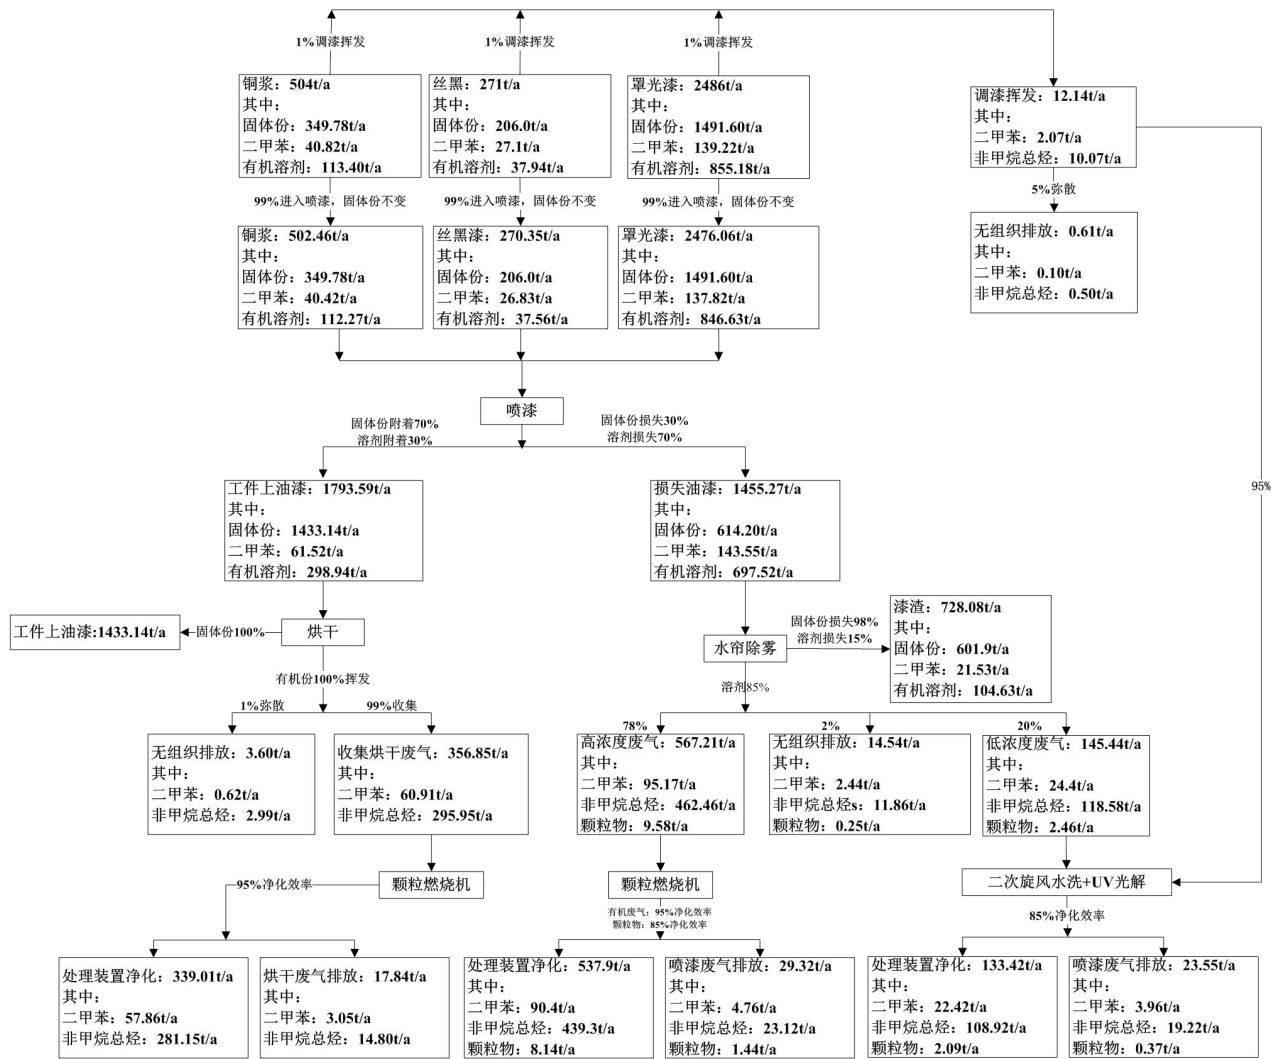 1%调漆挥发
1%调漆挥发
1%调漆挥发
铜浆：504t/a
其中：
固体份：349.78t/a
二甲苯：40.82t/a
有机溶剂：113.40t/a
丝黑：271t/a
其中：
固体份：206.0t/a
二甲苯：27.1t/a
有机溶剂：37.94t/a
罩光漆：2486t/a
其中：
固体份：1491.60t/a
二甲苯：139.22t/a
有机溶剂：855.18t/a
调漆挥发：12.14t/a
其中：
二甲苯：2.07t/a
非甲烷总烃：10.07t/a
99%进入喷漆，固体份不变
99%进入喷漆，固体份不变
99%进入喷漆，固体份不变
5%弥散
铜浆：502.46t/a
其中：
固体份：349.78t/a
二甲苯：40.42t/a
有机溶剂：112.27t/a
丝黑漆：270.35t/a
其中：
固体份：206.0t/a
二甲苯：26.83t/a
有机溶剂：37.56t/a
罩光漆：2476.06t/a
其中：
固体份：1491.60t/a
二甲苯：137.82t/a
有机溶剂：846.63t/a
无组织排放：0.61t/a
其中：
二甲苯：0.10t/a
非甲烷总烃：0.50t/a
喷漆
固体份附着70%
溶剂附着30%
固体份损失30%
溶剂损失70%
95%
工件上油漆：1793.59t/a
其中：
固体份：1433.14t/a
二甲苯：61.52t/a
有机溶剂：298.94t/a
损失油漆：1455.27t/a
其中：
固体份：614.20t/a
二甲苯：143.55t/a
有机溶剂：697.52t/a
工件上油漆:1433.14t/a
固体份100%
烘干
水帘除雾
固体份损失98%
溶剂损失15%
漆渣：728.08t/a
其中：
固体份：601.9t/a
二甲苯：21.53t/a
有机溶剂：104.63t/a
有机份100%挥发
溶剂85%
1%弥散
99%收集
78%
2%
20%
无组织排放：3.60t/a
其中：
二甲苯：0.62t/a
非甲烷总烃：2.99t/a
收集烘干废气：356.85t/a
其中：
二甲苯：60.91t/a
非甲烷总烃：295.95t/a
高浓度废气：567.21t/a
其中：
二甲苯：95.17t/a
非甲烷总烃：462.46t/a
颗粒物：9.58t/a
无组织排放：14.54t/a
其中：
二甲苯：2.44t/a
非甲烷总烃s：11.86t/a
颗粒物：0.25t/a
低浓度废气：145.44t/a
其中：
二甲苯：24.4t/a
非甲烷总烃：118.58t/a
颗粒物：2.46t/a
95%净化效率
颗粒燃烧机
颗粒燃烧机
二次旋风水洗+UV光解
有机废气：95%净化效率
颗粒物：85%净化效率
85%净化效率
处理装置净化：339.01t/a
其中：
二甲苯：57.86t/a
非甲烷总烃：281.15t/a
烘干废气排放：17.84t/a
其中：
二甲苯：3.05t/a
非甲烷总烃：14.80t/a
处理装置净化：537.9t/a
其中：
二甲苯：90.4t/a
非甲烷总烃：439.3t/a
颗粒物：8.14t/a
喷漆废气排放：29.32t/a
其中：
二甲苯：4.76t/a
非甲烷总烃：23.12t/a
颗粒物：1.44t/a
处理装置净化：133.42t/a
其中：
二甲苯：22.42t/a
非甲烷总烃：108.92t/a
颗粒物：2.09t/a
喷漆废气排放：23.55t/a
其中：
二甲苯：3.96t/a
非甲烷总烃：19.22t/a
颗粒物：0.37t/a